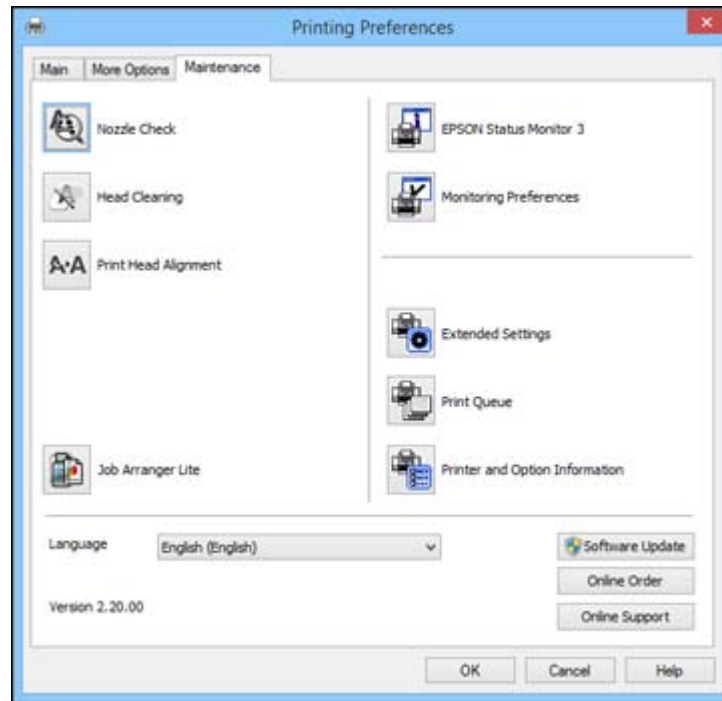 Printing Preferences
Main More Options Maintenance
Nozzle Check
Head Cleaning
A·A Print Head Alignment
Job Arranger Lite
EPSON Status Monitor 3
Monitoring Preferences
Extended Settings
Print Queue
Printer and Option Information
Language English (English)
Software Update
Online Order
Version 2.20.00
Online Support
OK Cancel Help